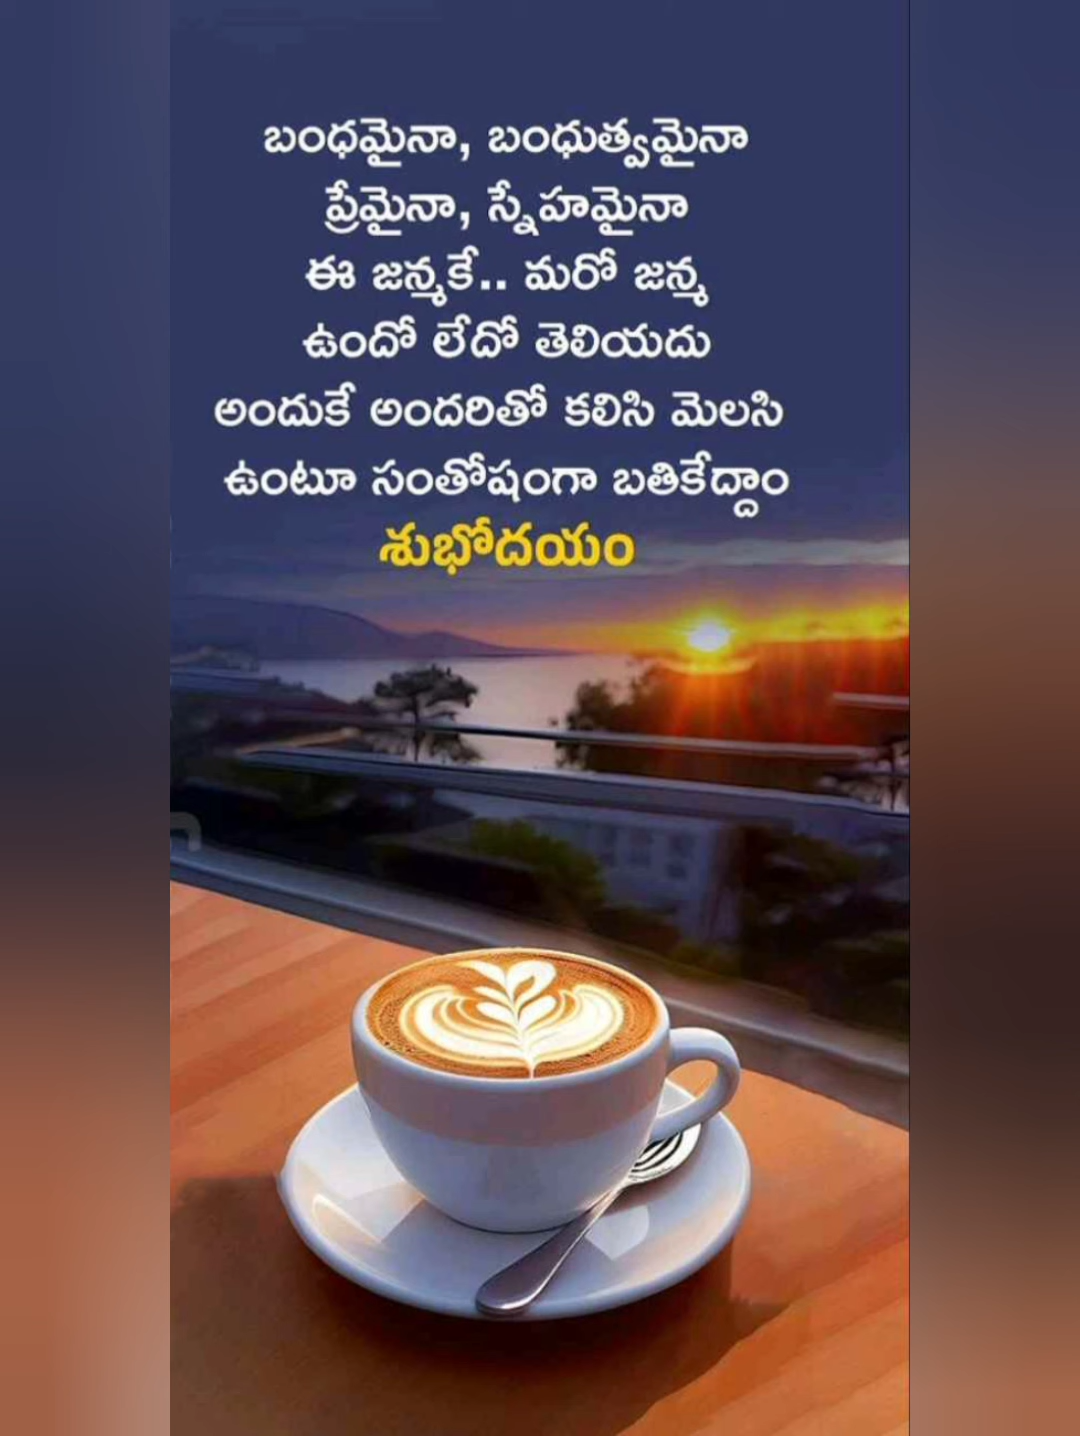 బంధమైనా, బంధుత్వమైనా
ప్రేమైనా, స్నేహమైనా
ఈ జన్మకే.. మరో జన్మ
ఉందో లేదో తెలియదు
అందుకే అందరితో కలిసి మెలసి
ఉంటూ సంతోషంగా బతికేద్దాం
శుభోదయం